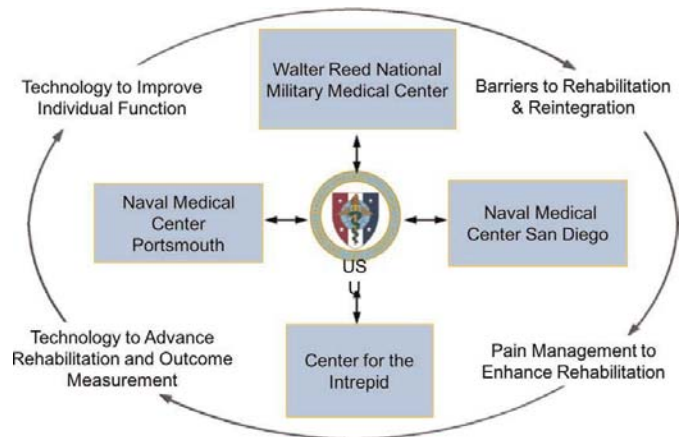 Technology to Improve
Individual Function
Walter Reed National
Military Medical Center
Barriers to Rehabilitation
& Reintegration
Naval Medical
Center
Portsmouth
US
U
Naval Medical
Center San Diego
Technology to Advance
Rehabilitation and Outcome
Measurement
Center for the
Intrepid
Pain Management to
Enhance Rehabilitation